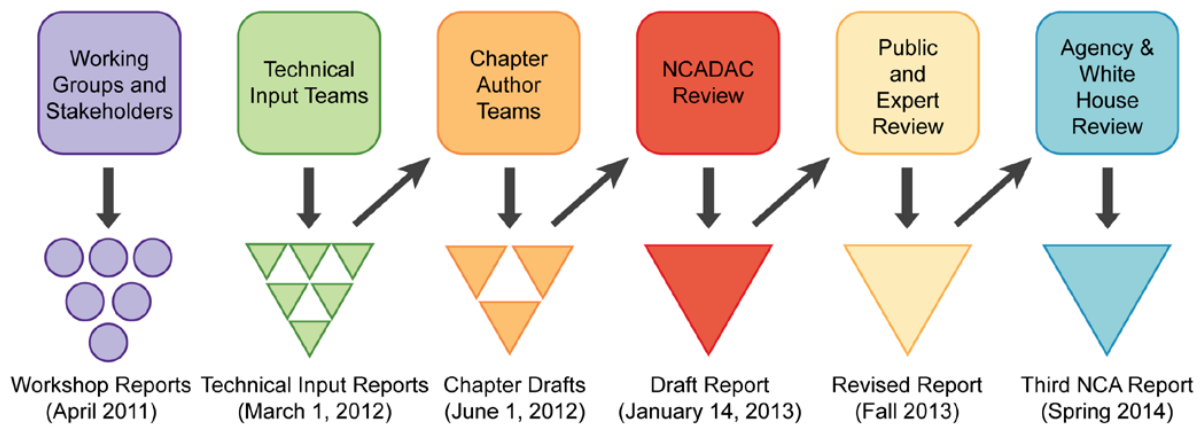 Working
Groups and
Stakeholders
Technical
Input Teams
Chapter
Author
Teams
NCADAC
Review
Public
and
Expert
Review
Agency &
White
House
Review
Workshop Reports
(April 2011)
Technical Input Reports
(March 1, 2012)
Chapter Drafts
(June 1, 2012)
Draft Report
(January 14, 2013)
Revised Report
(Fall 2013)
Third NCA Report
(Spring 2014)